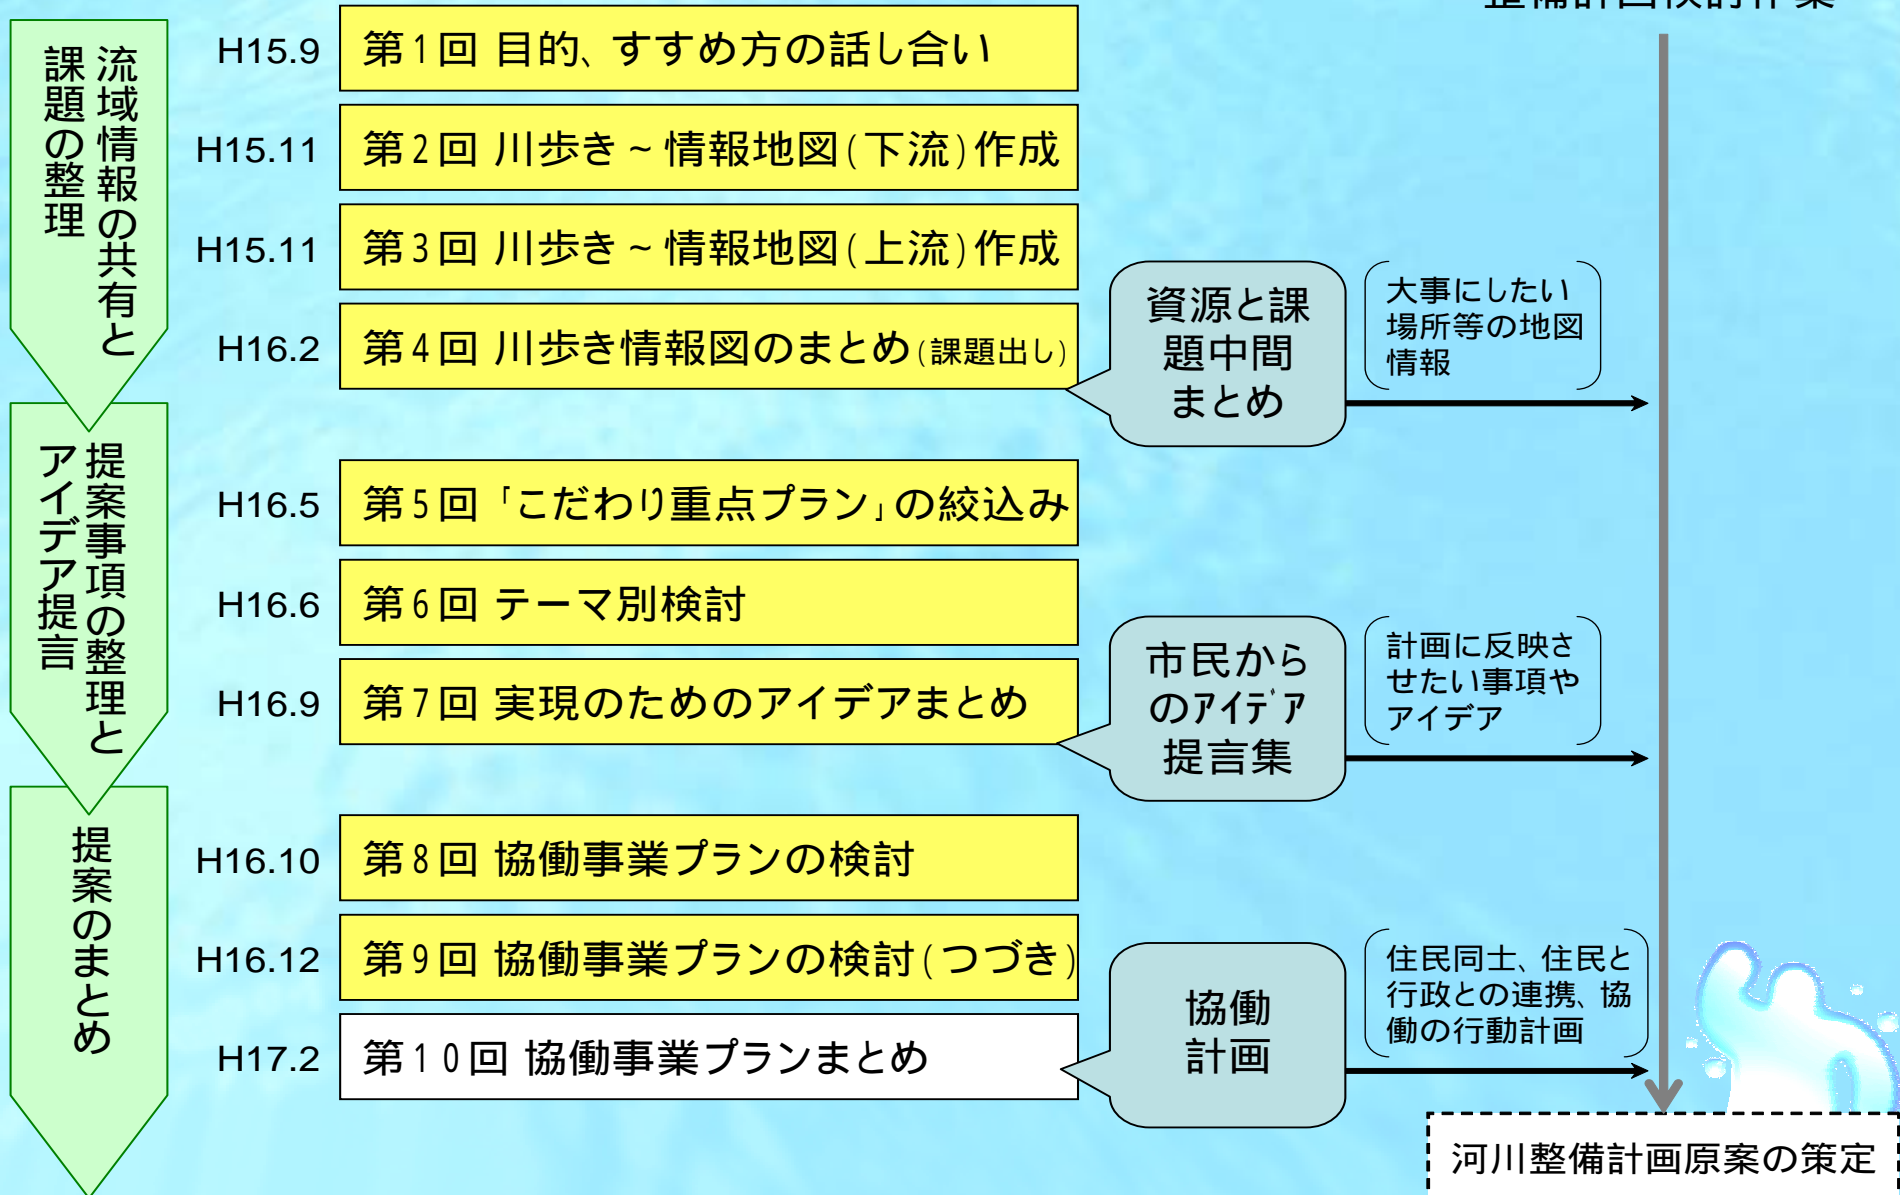 整備計画検討作業
流域情報の共有と
課題の整理
H15.9 第1回 目的、すすめ方の話し合い
H15.11 第2回 川歩き~情報地図(下流)作成
H15.11 第3回 川歩き~情報地図(上流)作成
H16.2 第4回 川歩き情報図のまとめ(課題出し)
資源と課
題中間
まとめ
大事にしたい
場所等の地図
情報
提案事項の整理と
アイデア提言
H16.5 第5回 「こだわり重点プラン」の絞込み
H16.6 第6回 テーマ別検討
H16.9 第7回 実現のためのアイデアまとめ
市民から
のｱｲﾃﾞｱ
提言集
計画に反映さ
せたい事項や
アイデア
提案のまとめ
H16.10 第8回 協働事業プランの検討
H16.12 第9回 協働事業プランの検討(つづき)
H17.2 第10回 協働事業プランまとめ
協働
計画
住民同士、住民と
行政との連携、協
働の行動計画
河川整備計画原案の策定